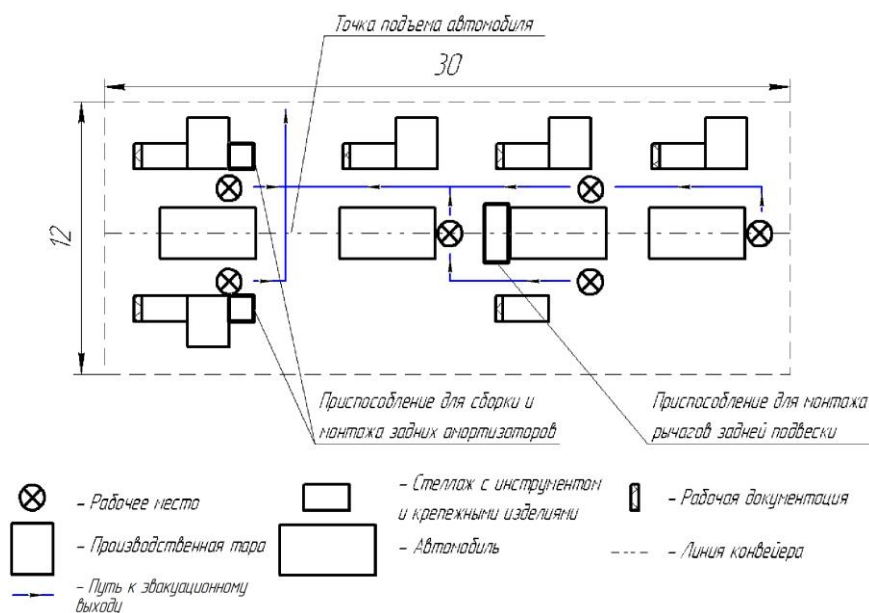 Точка подъема автомобиля
30
12
Приспособление для сборки и
монтажа задних амортизаторов
Приспособление для монтажа
рычагов задней подвески
- Рабочее место
- Стеллаж с инструментом
и крепежными изделиями
- Рабочая документация
- Производственная тара
- Автомобиль
- Линия конвейера
- Путь к эвакуационному
выходу